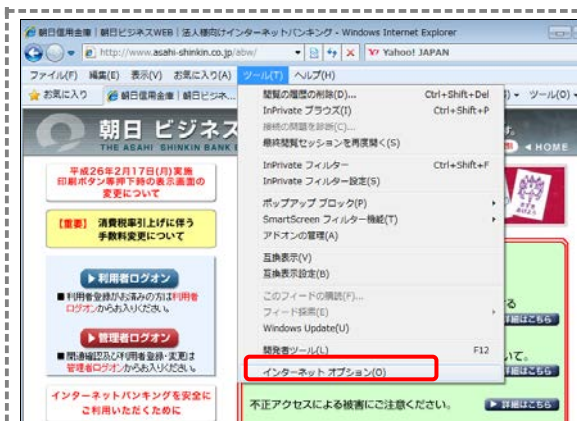 朝日信用金庫｜朝日ビジネスWEB｜法人様向けインターネットバンキング - Windows Internet Explorer
http://www.asahi-shinkin.co.jp/abw/
Yahoo! JAPAN
ファイル(F) 編集(E) 表示(V) お気に入り(A) ツール(T) ヘルプ(H)
お気に入り 朝日信用金庫｜朝日ビジネ... ツール(O)
閲覧の履歴の削除(D)... Ctrl+Shift+Del
InPrivate ブラウズ(I) Ctrl+Shift+P
接続の問題を診断(C)...
最終閲覧セッションを再度開く(S)
InPrivate フィルター Ctrl+Shift+F
InPrivate フィルター設定(S)
ポップアップ ブロック(P)
SmartScreen フィルター機能(T)
アドオンの管理(A)
互換表示(V)
互換表示設定(B)
このフィードの購読(F)...
フィード探索(E)
Windows Update(U)
開発者ツール(L) F12
インターネット オプション(O)
朝日 ビジネス
THE ASAHI SHINKIN BANK
HOME
平成26年2月17日(月)実施
印刷ボタン等押下時の表示画面の
変更について
【重要】 消費税率引上げに伴う
手数料変更について
利用者ログオン
■利用者登録がお済みの方は利用者
ログオンからお入りください。
管理者ログオン
■関連確認及び利用者登録・変更は
管理者ログオンからお入りください。
インターネットバンキングを安全に
ご利用いただくために
る
詳細はこちら
いて。
詳細はこちら
不正アクセスによる被害にご注意ください。
詳細はこちら